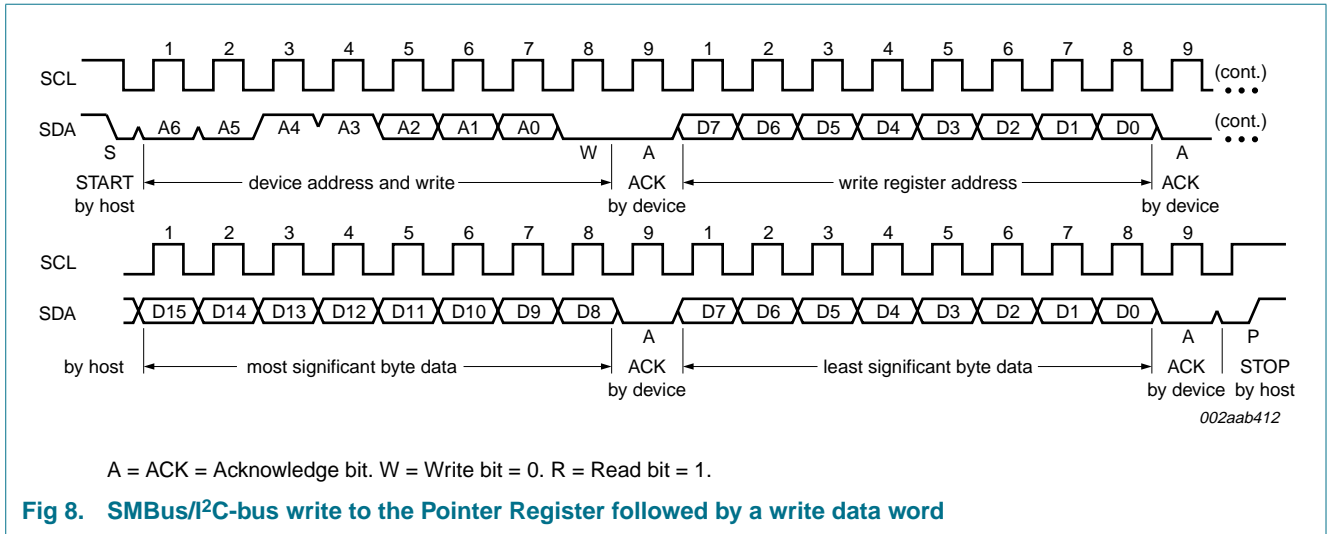 1 2 3 4 5 6 7 8 9 1 2 3 4 5 6 7 8 9
SCL (cont.)
SDA A6 A5 A4 A3 A2 A1 A0 D7 D6 D5 D4 D3 D2 D1 D0 (cont.)
S W A A
START device address and write ACK write register address ACK
by host by device by device
1 2 3 4 5 6 7 8 9 1 2 3 4 5 6 7 8 9
SCL
SDA D15 D14 D13 D12 D11 D10 D9 D8 D7 D6 D5 D4 D3 D2 D1 D0
A A P
by host most significant byte data ACK least significant byte data ACK STOP
by device by device by host
002aab412
A = ACK = Acknowledge bit. W = Write bit = 0. R = Read bit = 1.
Fig 8. SMBus/I²C-bus write to the Pointer Register followed by a write data word